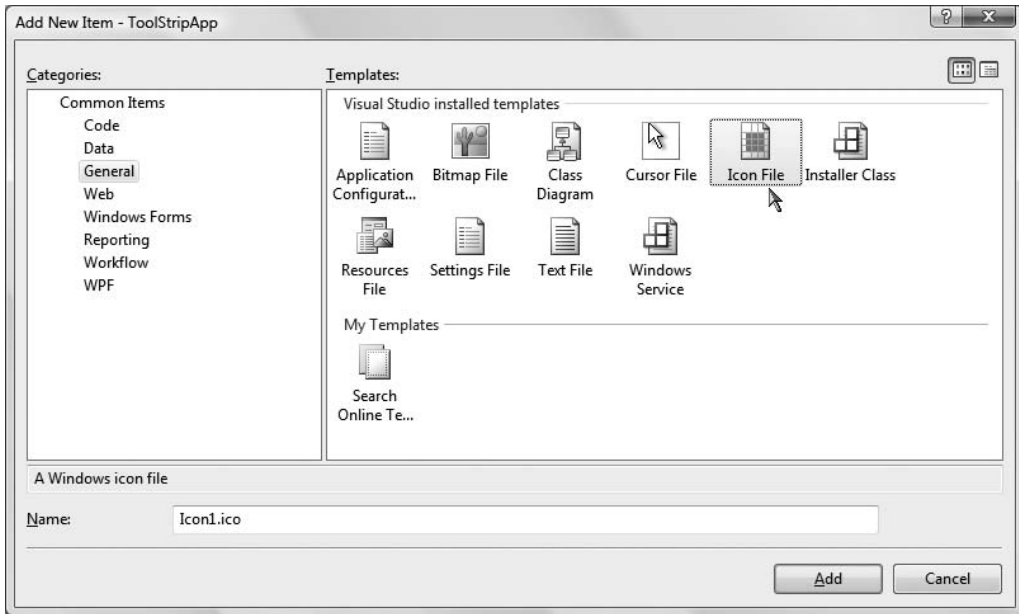 Add New Item - ToolStripApp
Categories:
Templates:
Common Items
Code
Data
General
Web
Windows Forms
Reporting
Workflow
WPF
Visual Studio installed templates
Application Configurat...
Bitmap File
Class Diagram
Cursor File
Icon File
Installer Class
Resources File
Settings File
Text File
Windows Service
My Templates
Search Online Te...
A Windows icon file
Name:
Icon1.ico
Add
Cancel